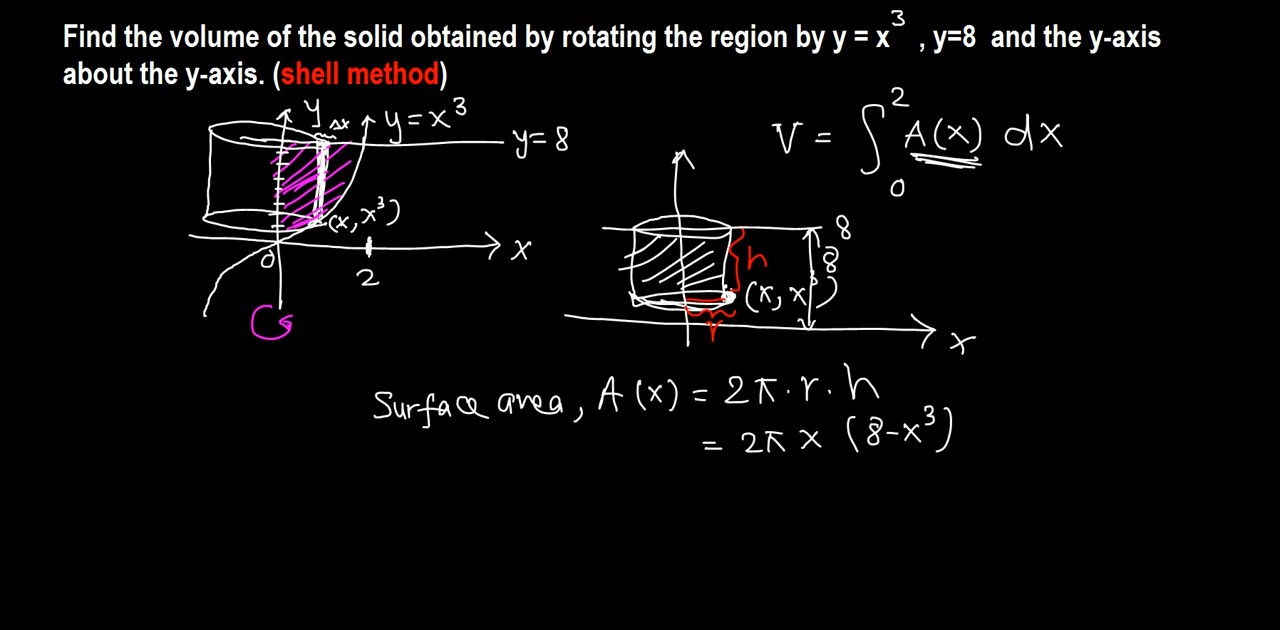 Find the volume of the solid obtained by rotating the region by y = x³ , y=8 and the y-axis
about the y-axis. (shell method)
y
Δx
y = x³
y = 8
(x, x³)
0
2
x
V = ∫₀² A(x) dx
8
h
8
(x, x³)
r
x
Surface area, A(x) = 2π · r · h
= 2π x (8 - x³)